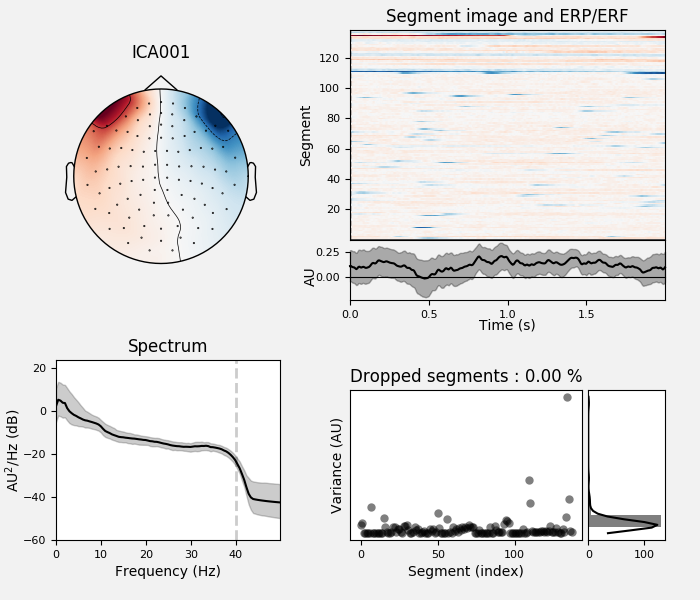 Segment image and ERP/ERF
ICA001
Segment
120
100
80
60
40
20
AU
0.25
0.00
0.0
0.5
1.0
1.5
Time (s)
Spectrum
AU²/Hz (dB)
20
0
−20
−40
−60
0
10
20
30
40
Frequency (Hz)
Dropped segments : 0.00 %
Variance (AU)
0
50
100
Segment (index)
0
100